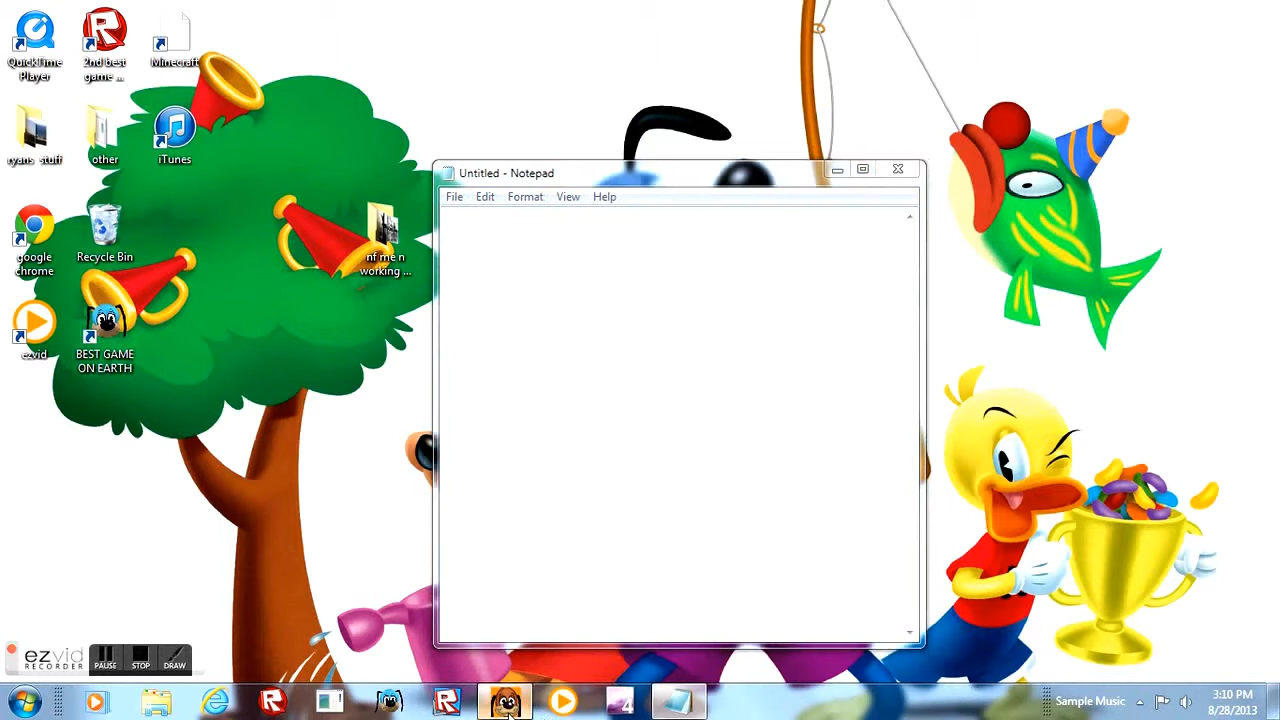 QuickTime
Player
2nd best
game ...
Minecraft
ryans stuff
other
iTunes
google
chrome
Recycle Bin
nf me n
working ...
ezvid
BEST GAME
ON EARTH
Untitled - Notepad
File Edit Format View Help
ezvid
RECORDER
PAUSE STOP DRAW
4
Sample Music
3:10 PM
8/28/2013